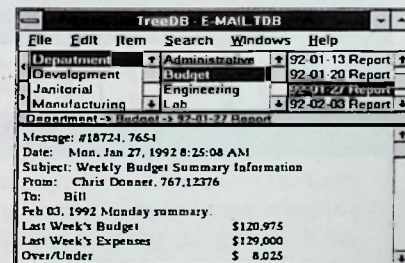 TreeDB - E-MAIL.TDB
File Edit Item Search Windows Help
Department Administrative 92-01-13 Report
Development Budget 92-01-20 Report
Janitorial Engineering 92-01-27 Report
Manufacturing Lab 92-02-03 Report
Department -> Budget -> 92-01-27 Report
Message: #18724, 7654
Date: Mon, Jan 27, 1992 8:25:08 AM
Subject: Weekly Budget Summary Information
From: Chris Donner, 767,12376
To: Bill
Feb 03, 1992 Monday summary.
Last Week's Budget $120,975
Last Week's Expenses $129,000
Over/Under $ 8,025